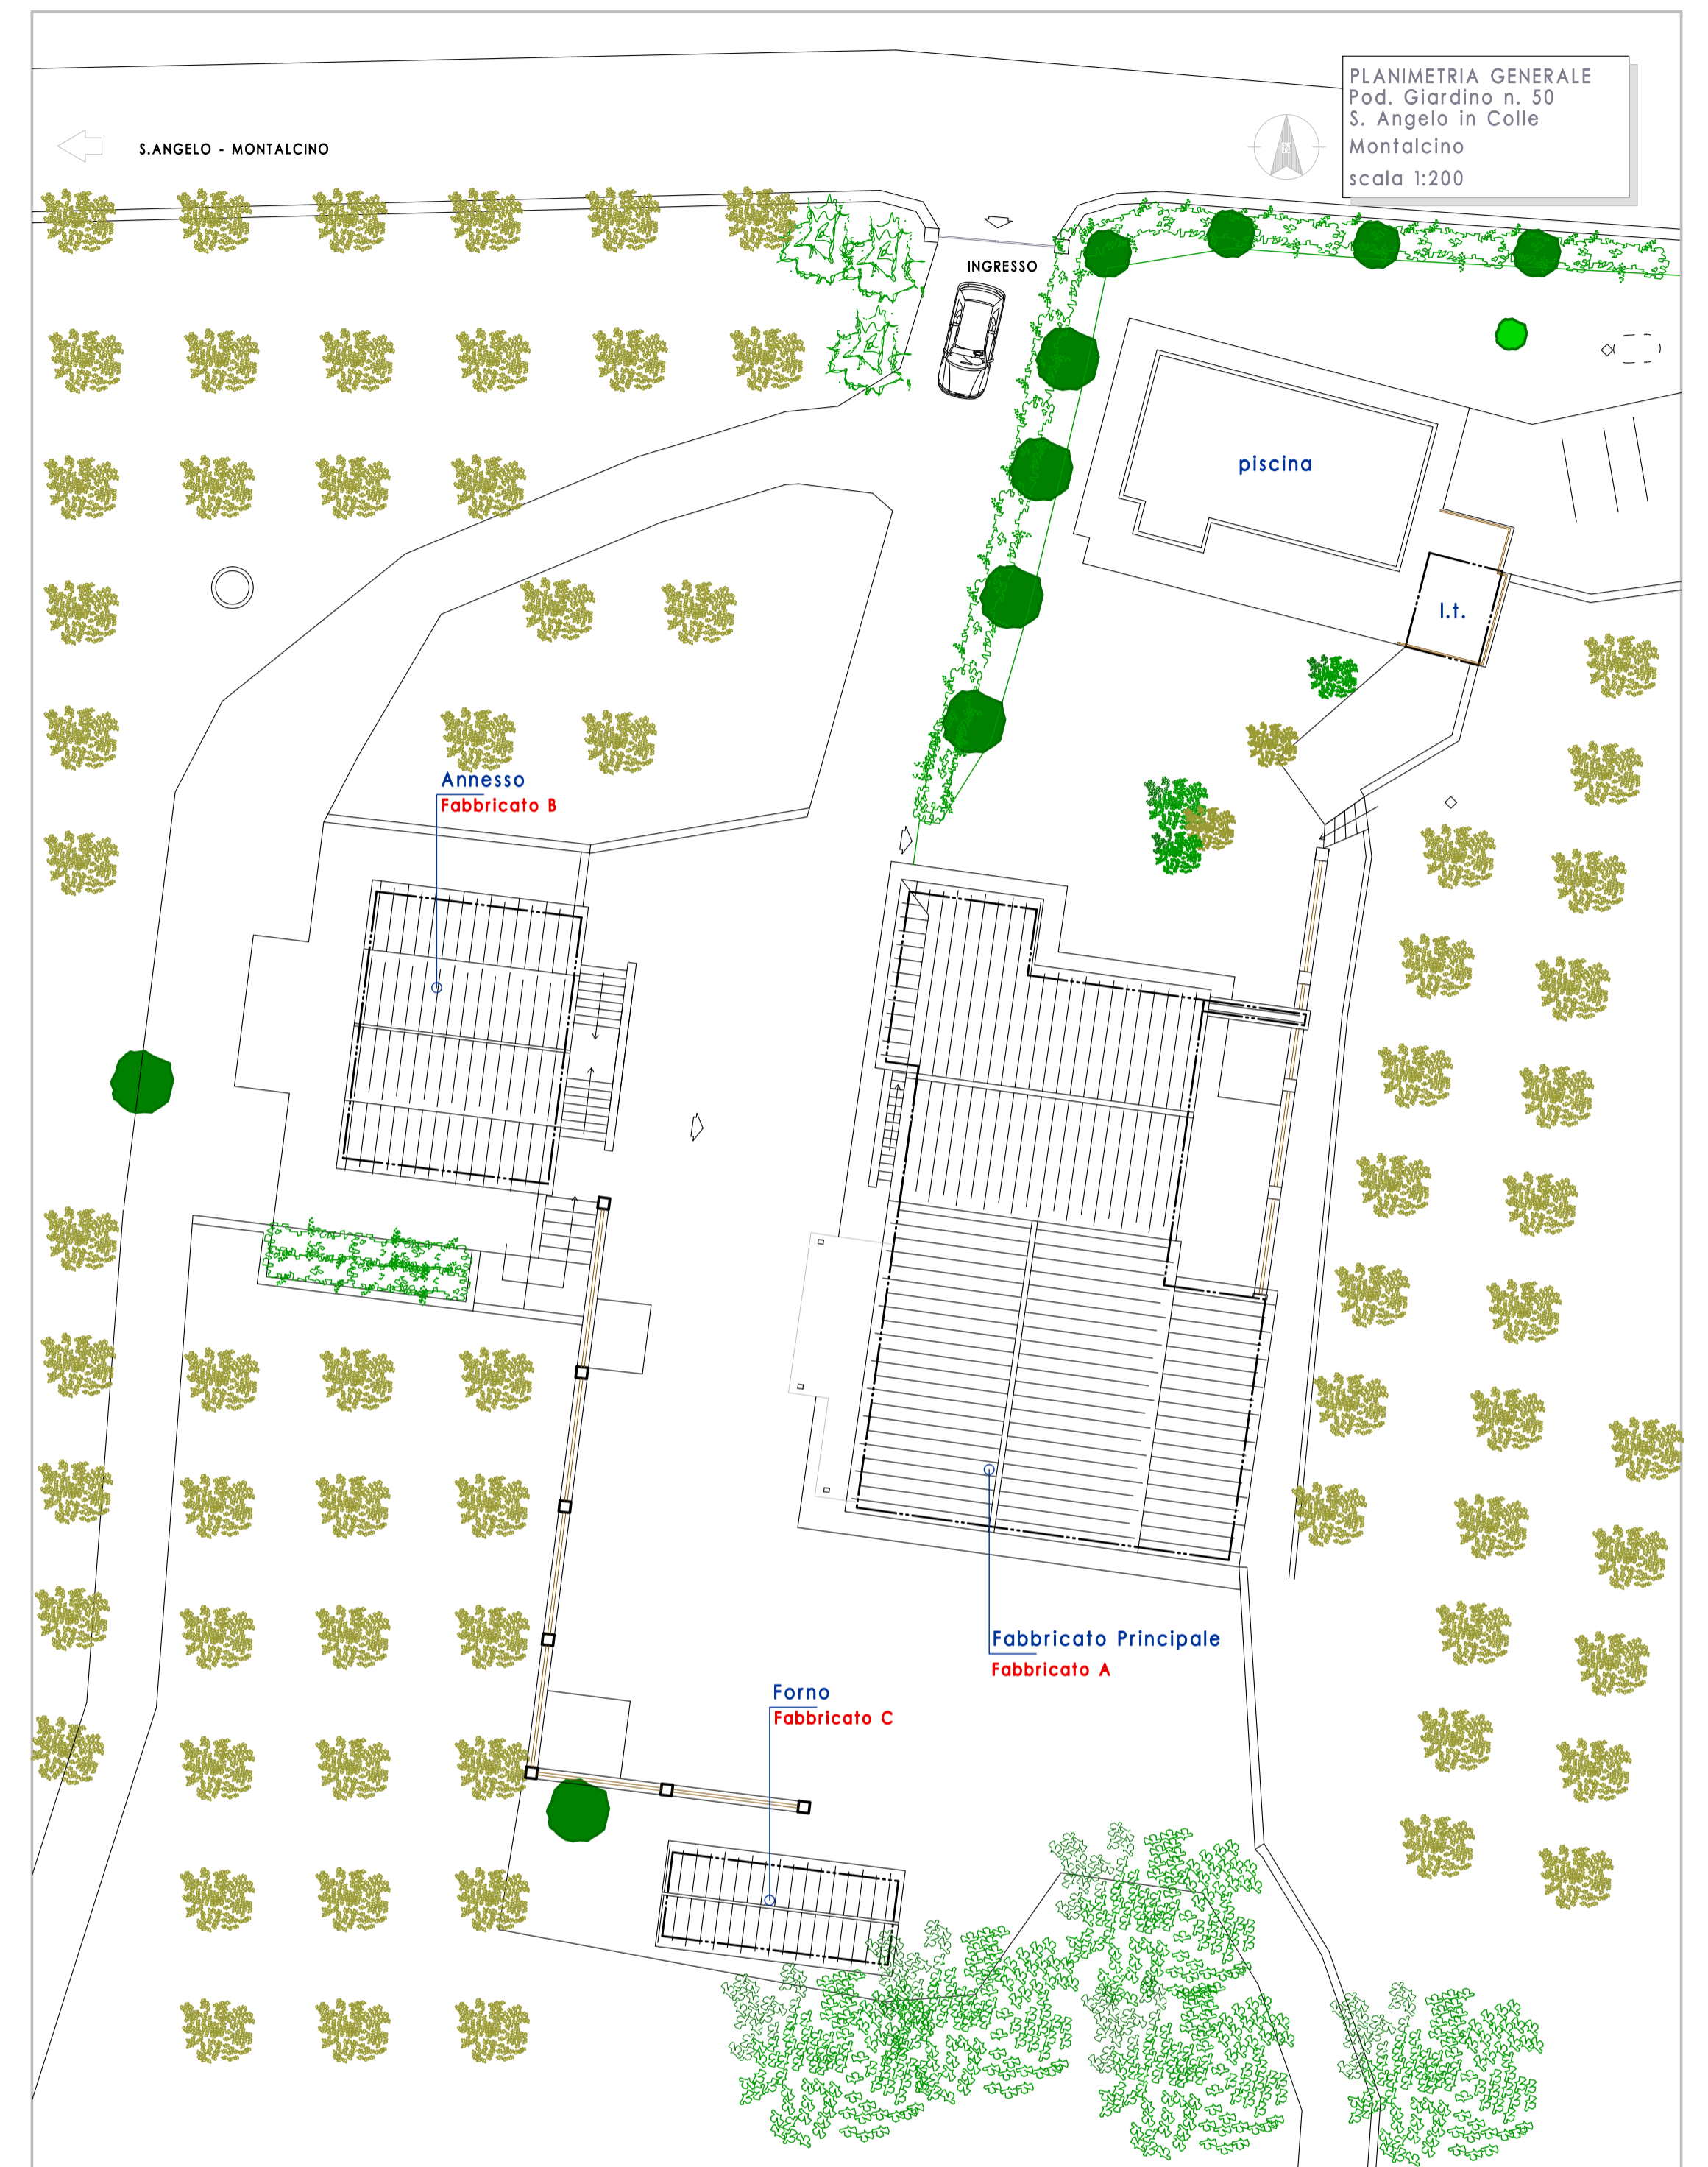 PLANIMETRIA GENERALE
Pod. Giardino n. 50
S. Angelo in Colle
Montalcino
scala 1:200
S.ANGELO - MONTALCINO
INGRESSO
piscina
l.t.
Annesso
Fabbricato B
Fabbricato Principale
Fabbricato A
Forno
Fabbricato C